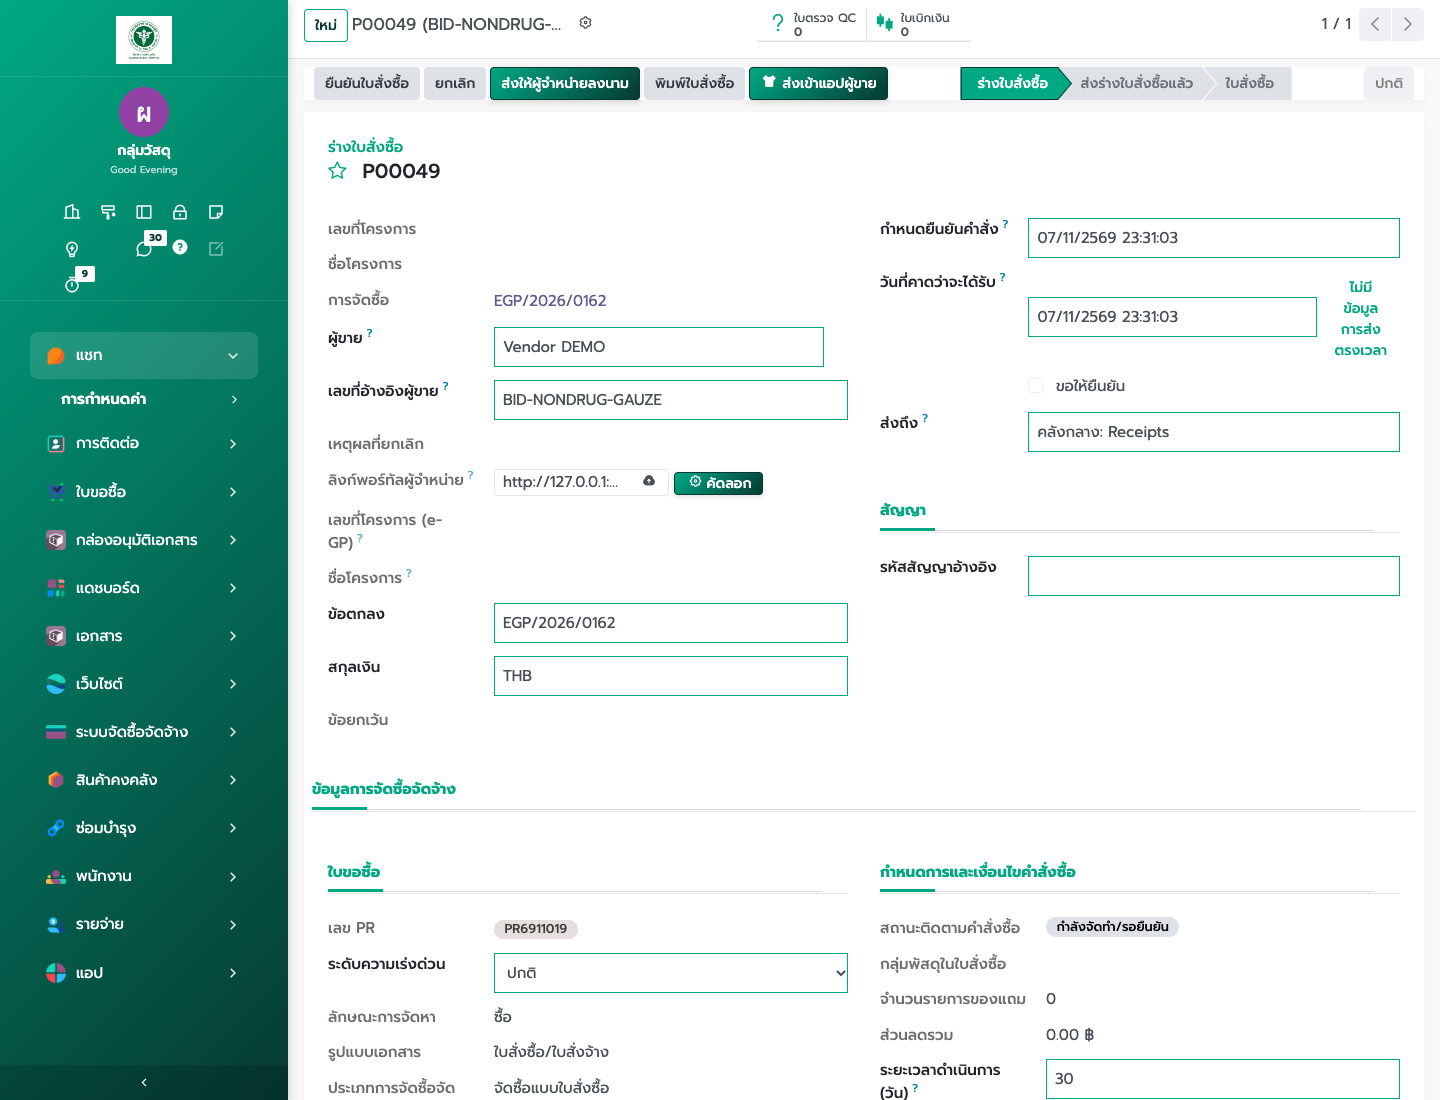 ผ
กลุ่มวัสดุ
Good Evening
30
?
9
แชท
การกำหนดค่า
การติดต่อ
ใบขอซื้อ
กล่องอนุมัติเอกสาร
แดชบอร์ด
เอกสาร
เว็บไซต์
ระบบจัดซื้อจัดจ้าง
สินค้าคงคลัง
ซ่อมบำรุง
พนักงาน
รายจ่าย
แอป
ใหม่ P00049 (BID-NONDRUG-...
? ใบตรวจ QC
0
ใบเบิกเงิน
0
1 / 1
ยืนยันใบสั่งซื้อ ยกเลิก ส่งให้ผู้จำหน่ายลงนาม พิมพ์ใบสั่งซื้อ ส่งเข้าแอปผู้ขาย
ร่างใบสั่งซื้อ ส่งร่างใบสั่งซื้อแล้ว ใบสั่งซื้อ
ปกติ
ร่างใบสั่งซื้อ
P00049
เลขที่โครงการ
ชื่อโครงการ
การจัดซื้อ EGP/2026/0162
ผู้ขาย ? Vendor DEMO
เลขที่อ้างอิงผู้ขาย ? BID-NONDRUG-GAUZE
เหตุผลที่ยกเลิก
ลิงก์พอร์ทัลผู้จำหน่าย ? http://127.0.0.1:... คัดลอก
เลขที่โครงการ (e-
GP) ?
ชื่อโครงการ ?
ข้อตกลง EGP/2026/0162
สกุลเงิน THB
ข้อยกเว้น
กำหนดยืนยันคำสั่ง ? 07/11/2569 23:31:03
วันที่คาดว่าจะได้รับ ? 07/11/2569 23:31:03
ไม่มี
ข้อมูล
การส่ง
ตรงเวลา
ขอให้ยืนยัน
ส่งถึง ? คลังกลาง: Receipts
สัญญา
รหัสสัญญาอ้างอิง
ข้อมูลการจัดซื้อจัดจ้าง
ใบขอซื้อ
เลข PR PR6911019
ระดับความเร่งด่วน ปกติ
ลักษณะการจัดหา ซื้อ
รูปแบบเอกสาร ใบสั่งซื้อ/ใบสั่งจ้าง
ประเภทการจัดซื้อจัด จัดซื้อแบบใบสั่งซื้อ
กำหนดการและเงื่อนไขคำสั่งซื้อ
สถานะติดตามคำสั่งซื้อ กำลังจัดทำ/รอยืนยัน
กลุ่มพัสดุในใบสั่งซื้อ
จำนวนรายการของแถม 0
ส่วนลดรวม 0.00 ฿
ระยะเวลาดำเนินการ
(วัน) ? 30